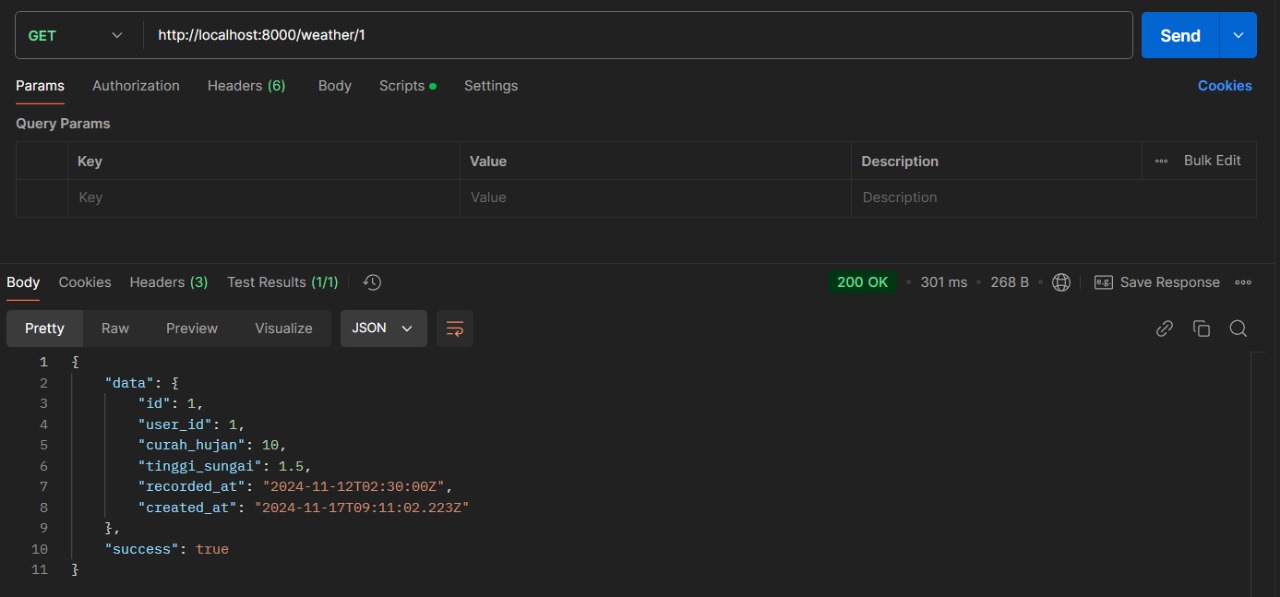 GET http://localhost:8000/weather/1 Send
Params Authorization Headers (6) Body Scripts Settings Cookies
Query Params
Key Value Description ••• Bulk Edit
Key Value Description
Body Cookies Headers (3) Test Results (1/1) 200 OK • 301 ms • 268 B • e.g. Save Response
Pretty Raw Preview Visualize JSON
1 {
2 "data": {
3 "id": 1,
4 "user_id": 1,
5 "curah_hujan": 10,
6 "tinggi_sungai": 1.5,
7 "recorded_at": "2024-11-12T02:30:00Z",
8 "created_at": "2024-11-17T09:11:02.223Z"
9 },
10 "success": true
11 }